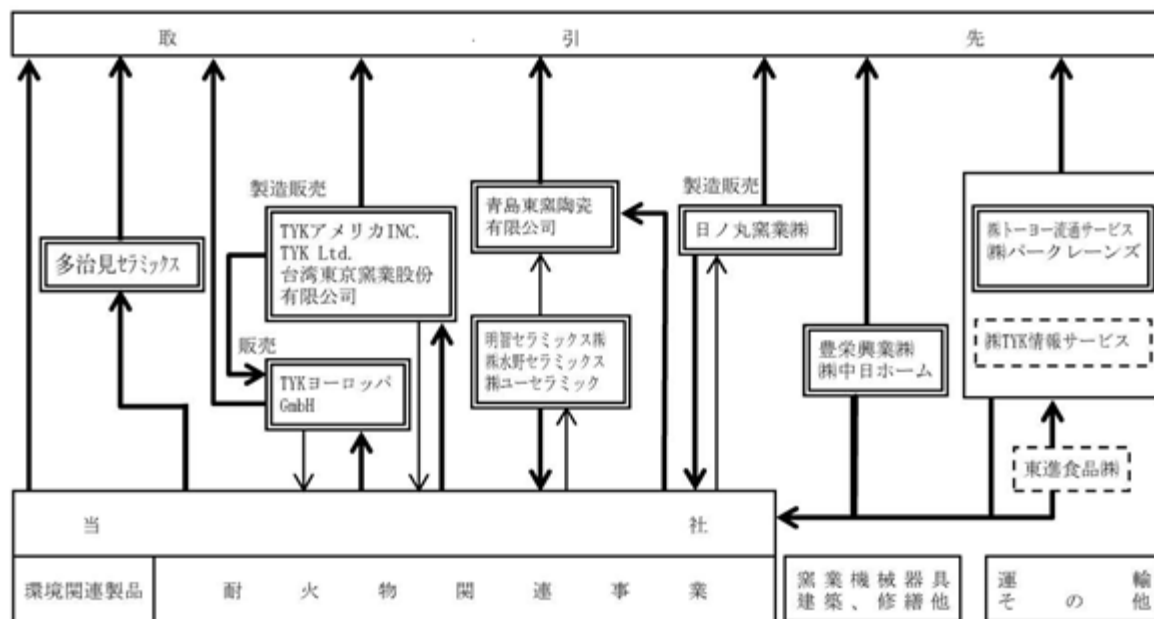 取引先
製造販売
TYKアメリカINC.
TYK Ltd.
台湾東京窯業股份
有限公司
青島東窯陶瓷
有限公司
製造販売
日ノ丸窯業㈱
㈱トーヨー流通サービス
㈱パークレーンズ
多治見セラミックス
販売
TYKヨーロッパ
GmbH
明智セラミックス㈱
㈱水野セラミックス
㈱ユーセラミック
豊栄興業㈱
㈱中日ホーム
㈱TYK情報サービス
東進食品㈱
当社
環境関連製品
耐火物関連事業
窯業機械器具
建築、修繕他
運輸
その他